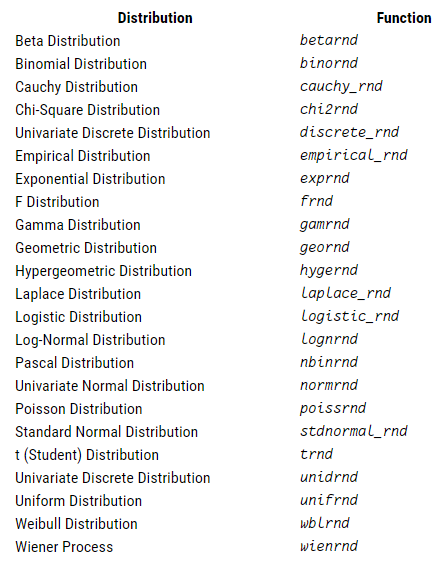 Distribution Function
Beta Distribution betarnd
Binomial Distribution binornd
Cauchy Distribution cauchy_rnd
Chi-Square Distribution chi2rnd
Univariate Discrete Distribution discrete_rnd
Empirical Distribution empirical_rnd
Exponential Distribution exprnd
F Distribution frnd
Gamma Distribution gamrnd
Geometric Distribution geornd
Hypergeometric Distribution hygernd
Laplace Distribution laplace_rnd
Logistic Distribution logistic_rnd
Log-Normal Distribution lognrnd
Pascal Distribution nbinrnd
Univariate Normal Distribution normrnd
Poisson Distribution poissrnd
Standard Normal Distribution stdnormal_rnd
t (Student) Distribution trnd
Univariate Discrete Distribution unidrnd
Uniform Distribution unifrnd
Weibull Distribution wblrnd
Wiener Process wienrnd